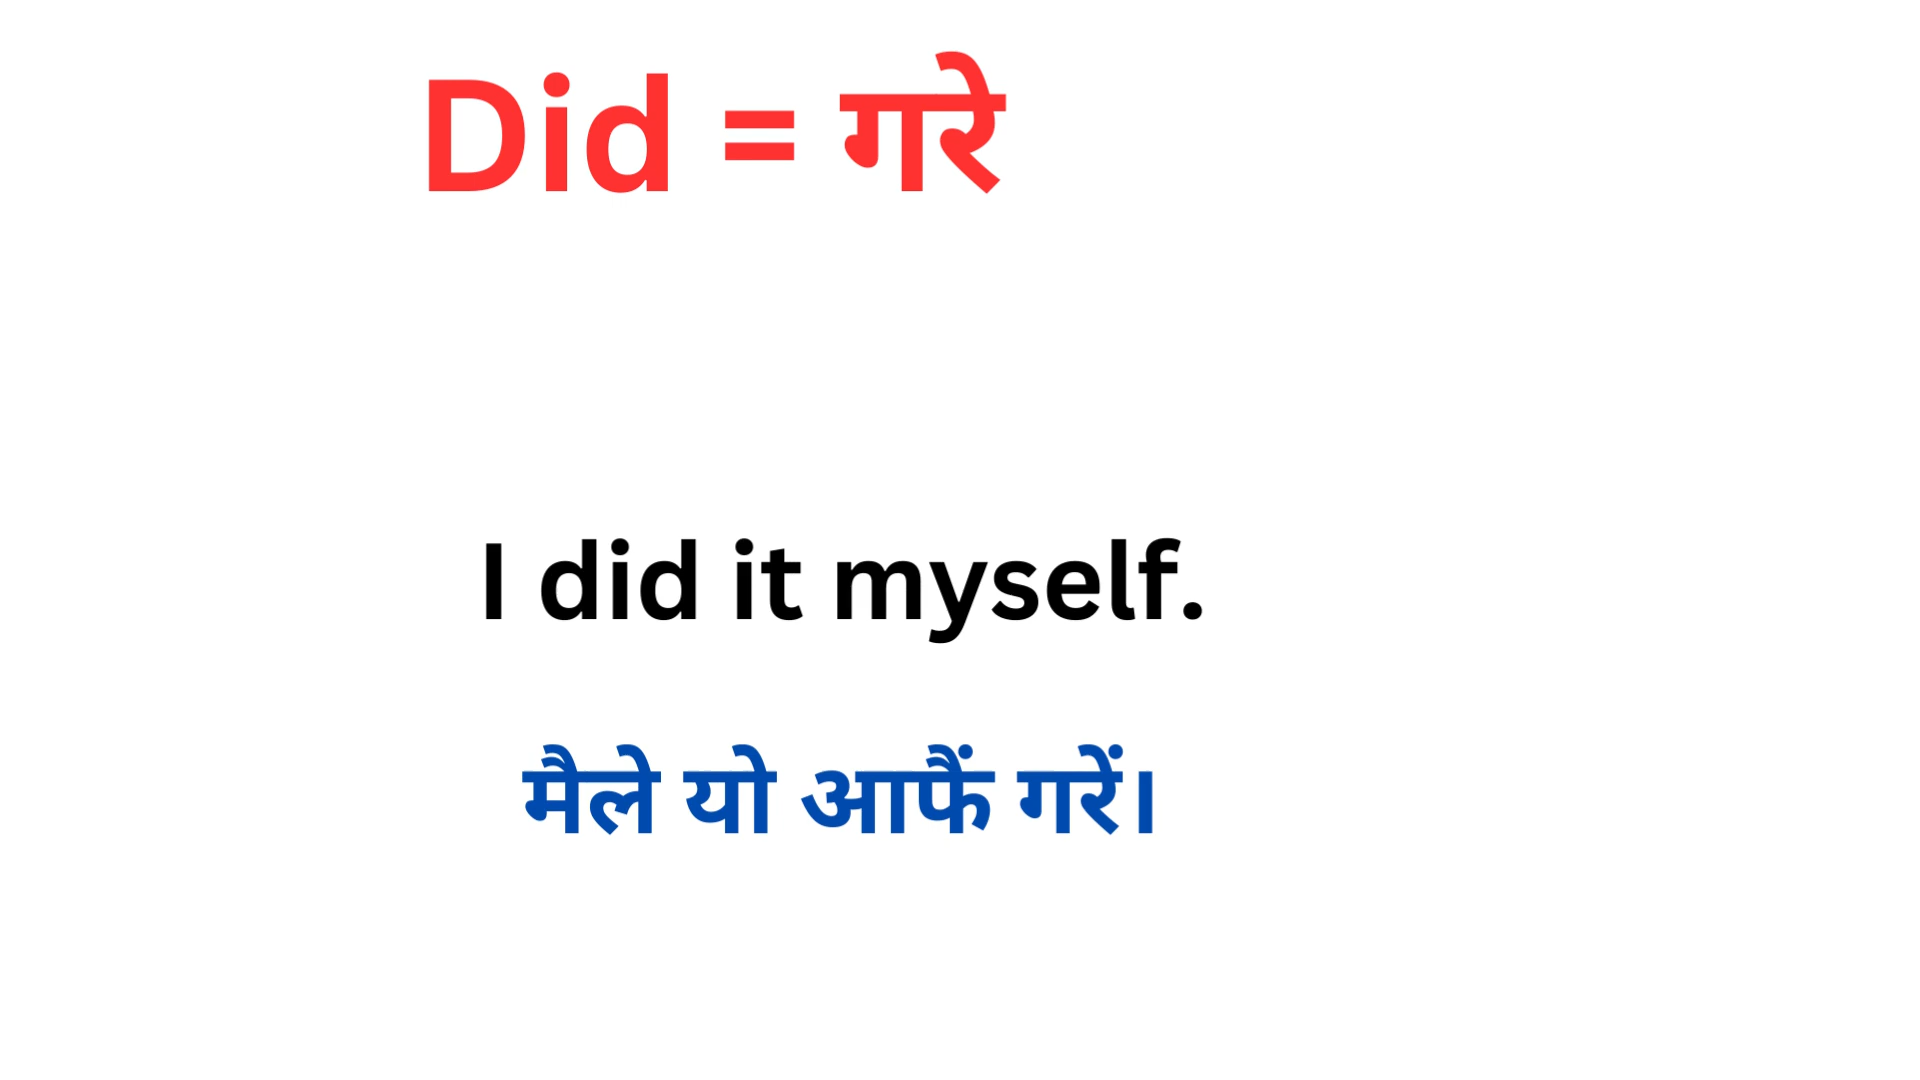 Did = गरे
I did it myself.
मैले यो आफैं गरें।